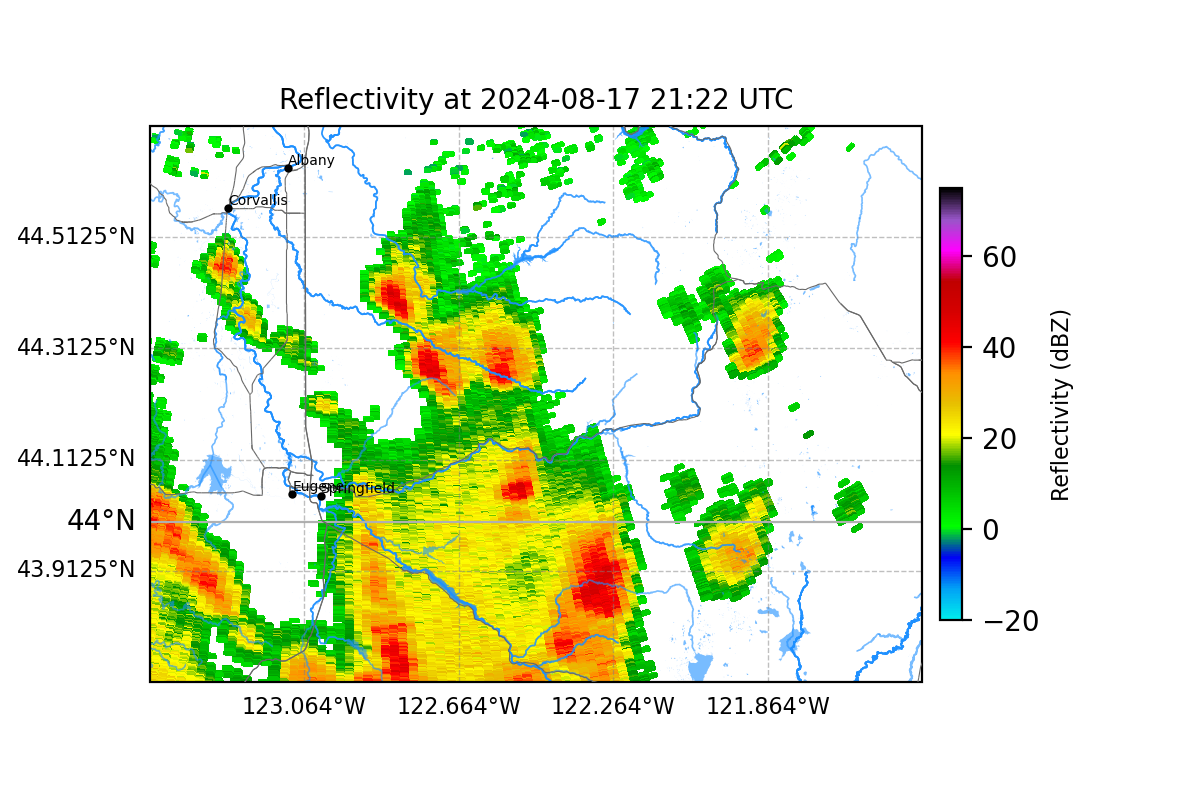 Reflectivity at 2024-08-17 21:22 UTC
Albany
Corvallis
44.5125°N
44.3125°N
44.1125°N
Eugene
Springfield
44°N
43.9125°N
123.064°W
122.664°W
122.264°W
121.864°W
60
40
20
0
−20
Reflectivity (dBZ)